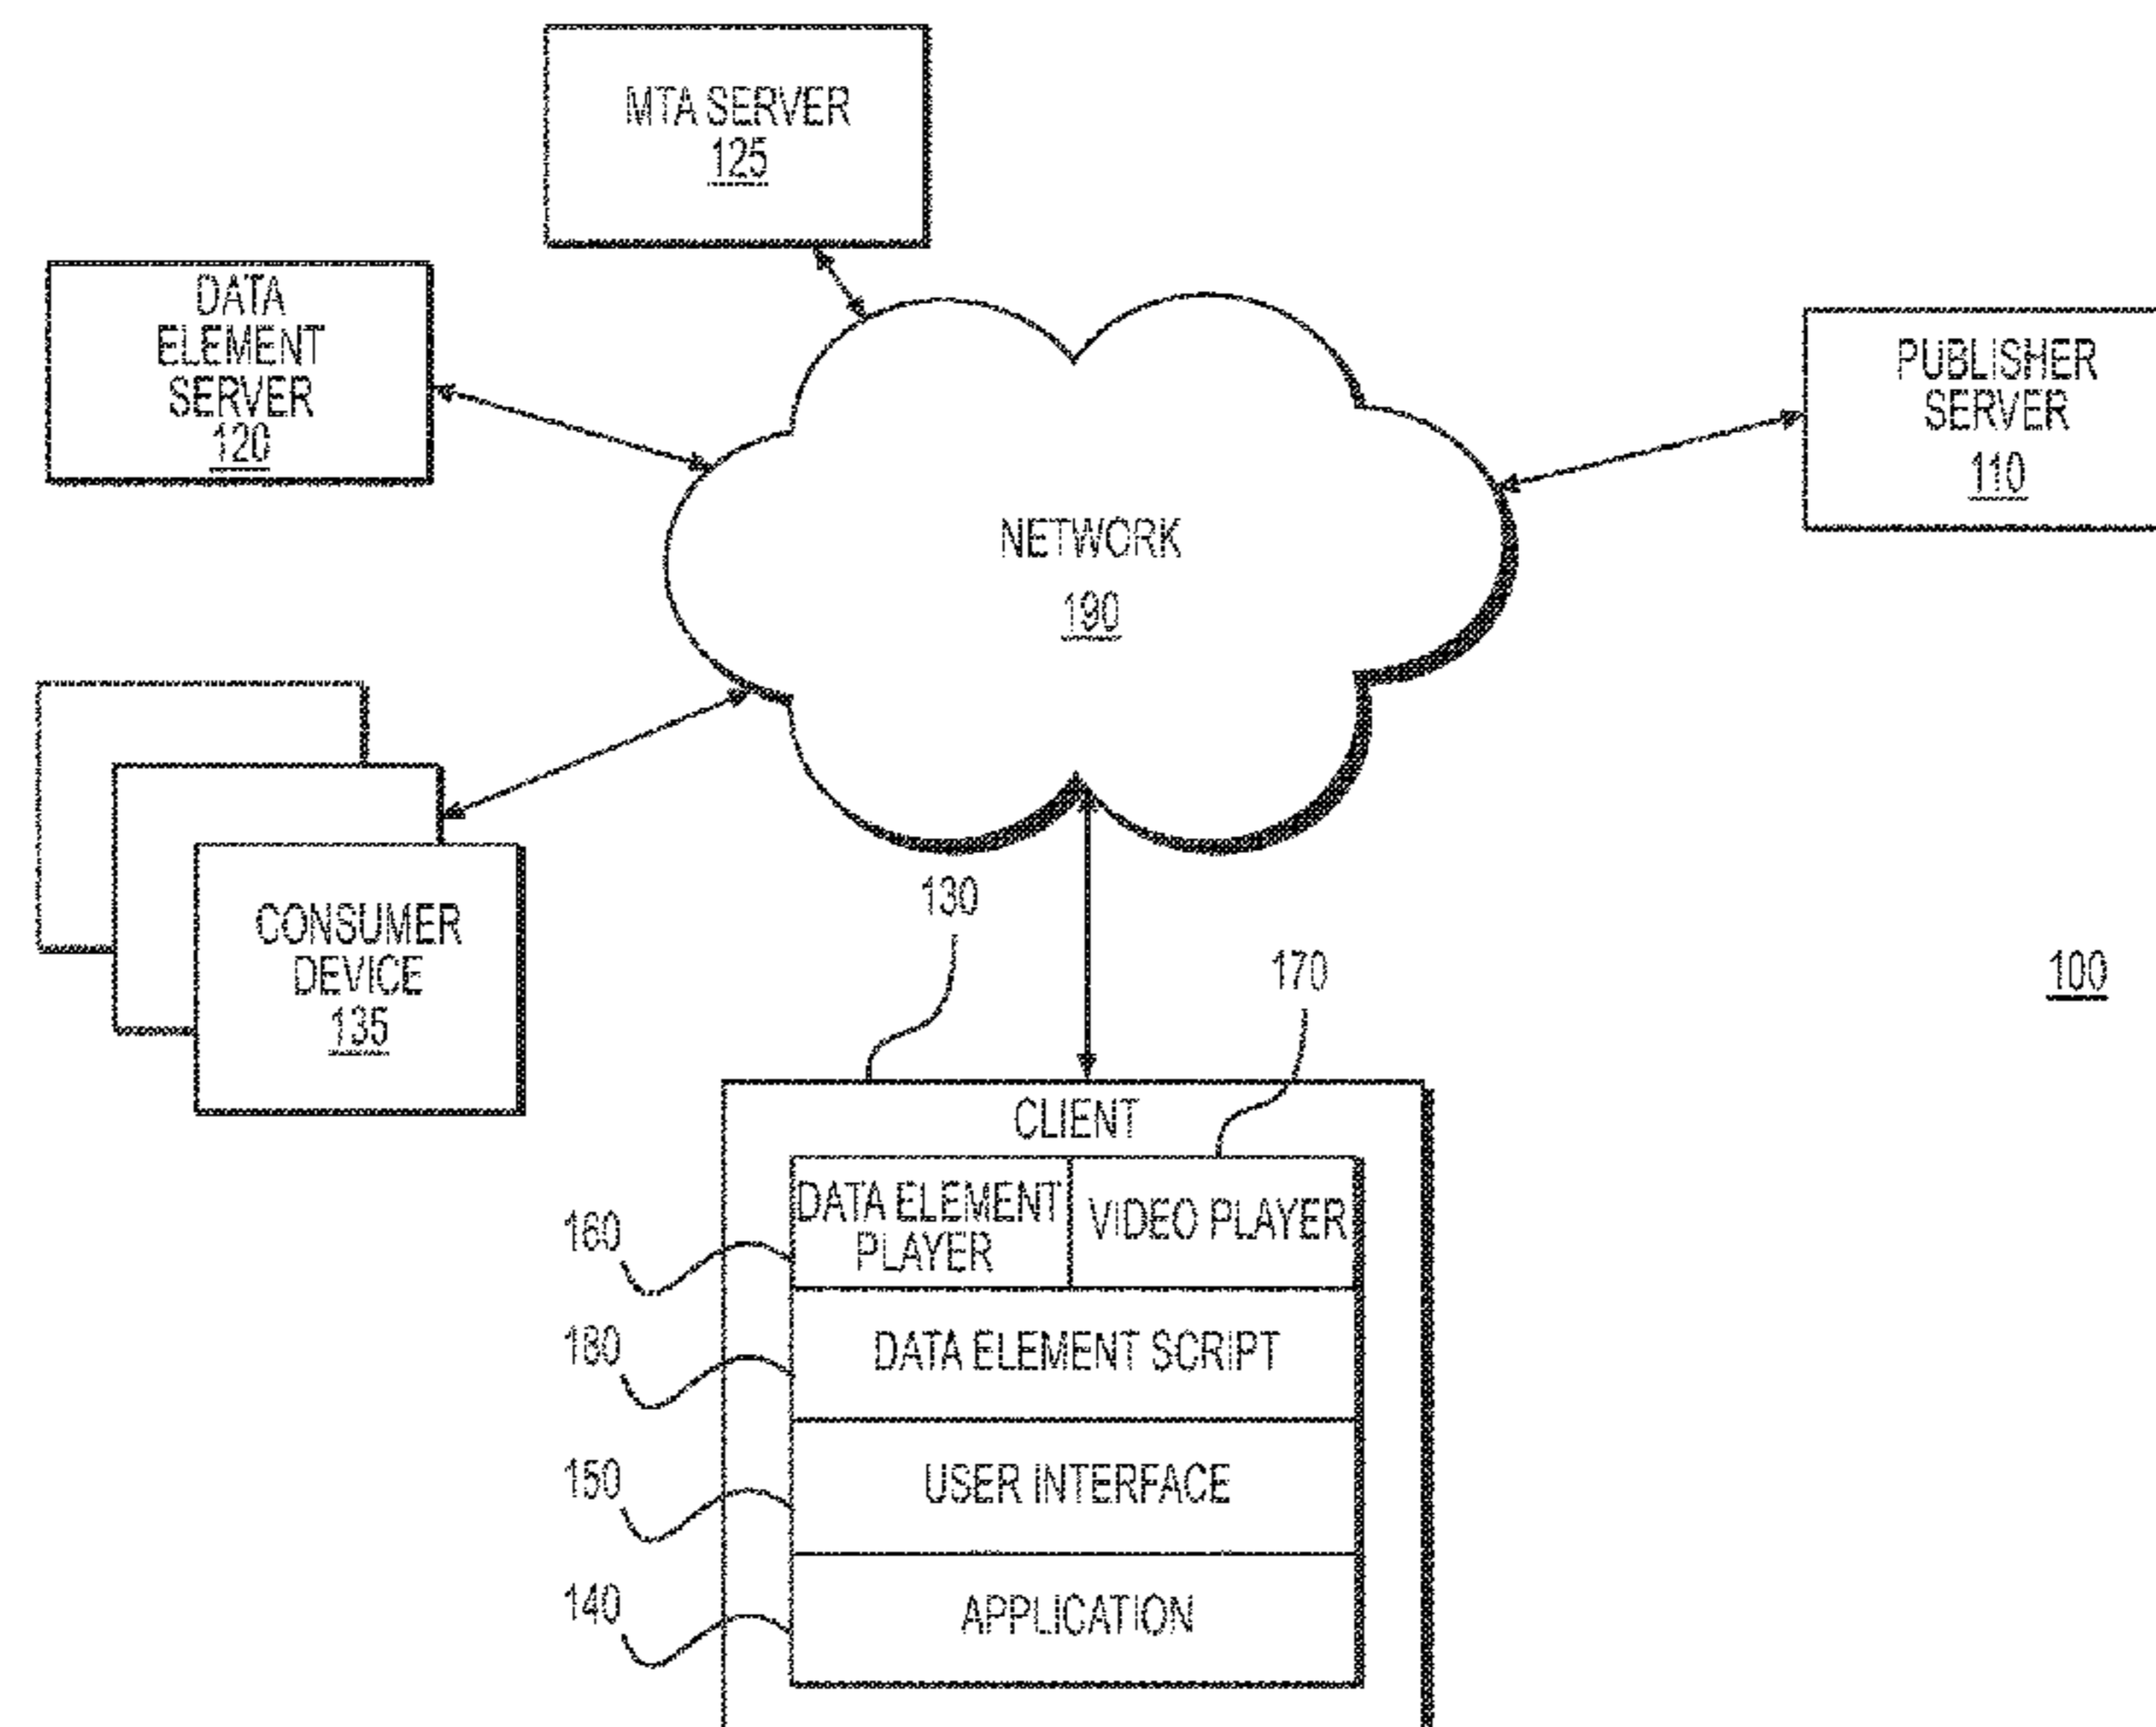 MTA SERVER
125
DATA
ELEMENT
SERVER
120
PUBLISHER
SERVER
110
NETWORK
190
CONSUMER
DEVICE
135
130
170
100
CLIENT
DATA ELEMENT
PLAYER
VIDEO PLAYER
160
DATA ELEMENT SCRIPT
180
USER INTERFACE
150
APPLICATION
140